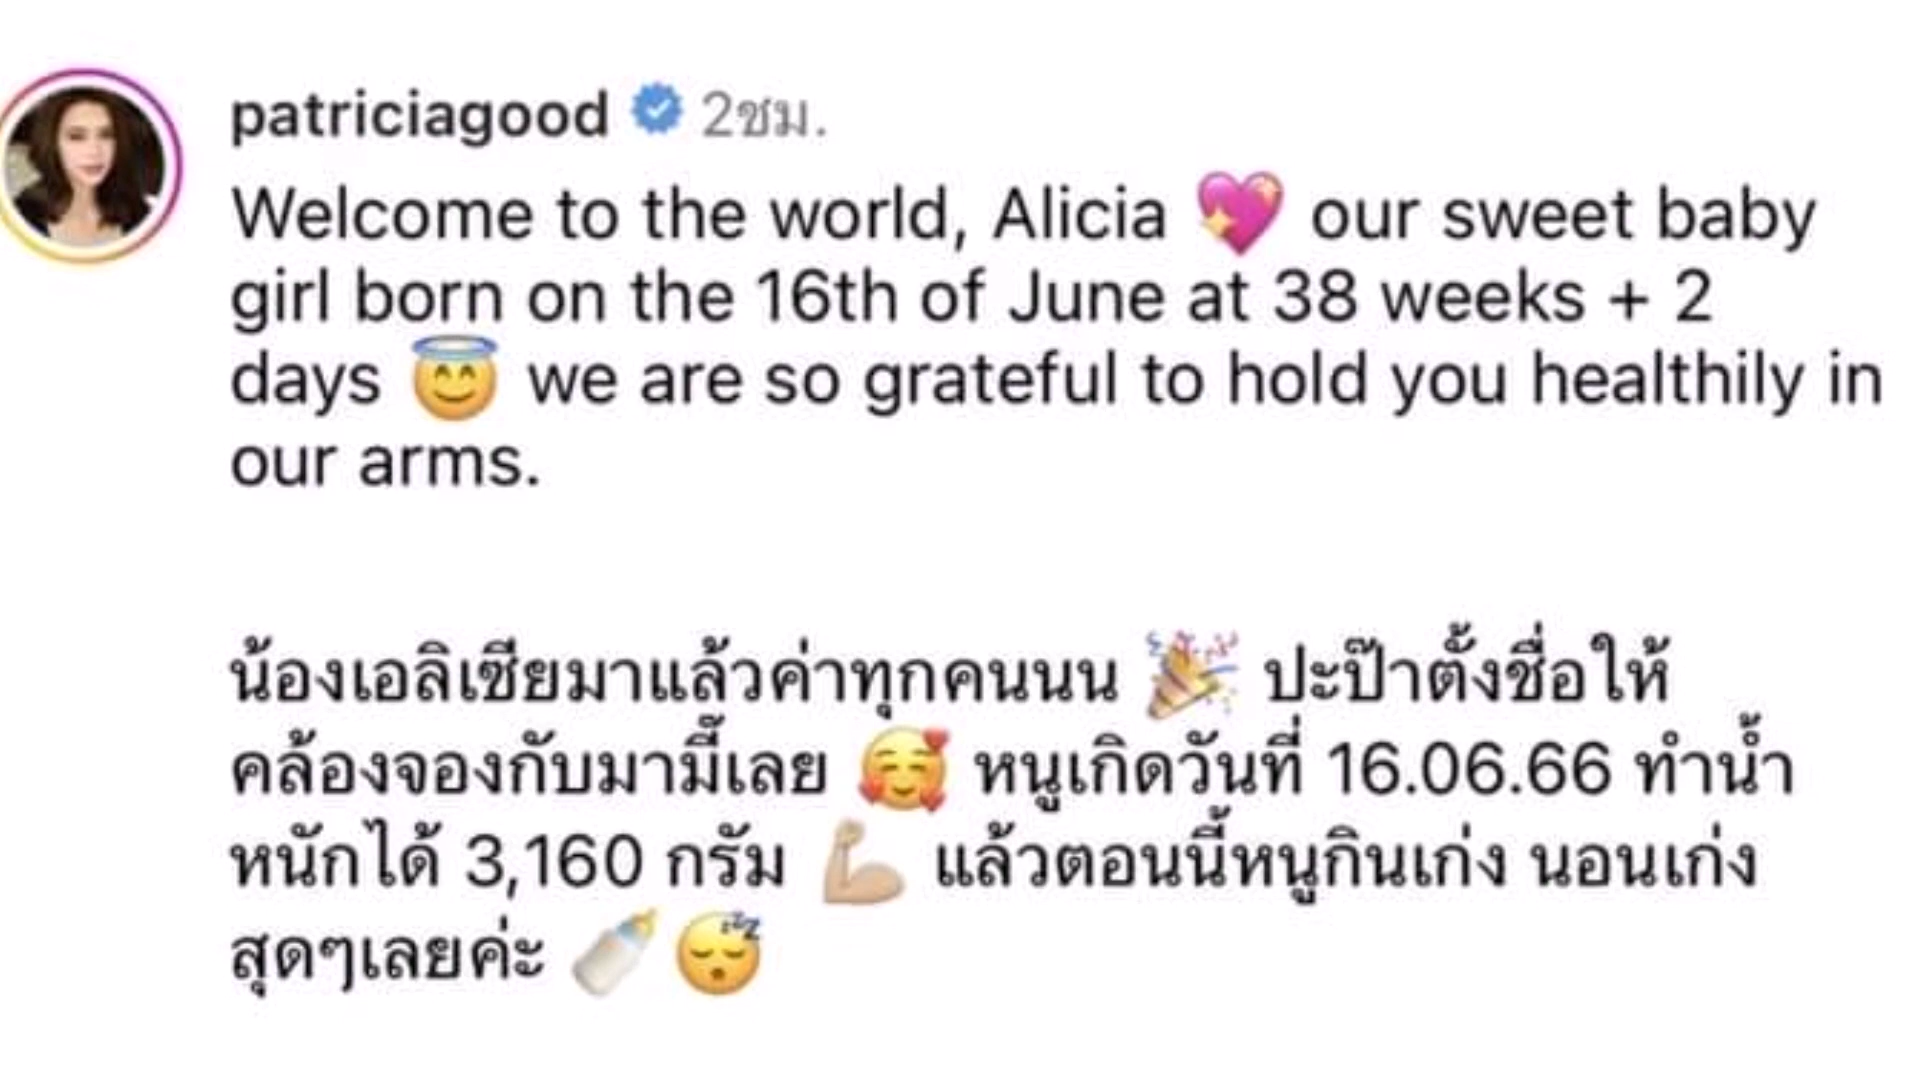 patriciagood 2ชม.
Welcome to the world, Alicia 💖 our sweet baby
girl born on the 16th of June at 38 weeks + 2
days 😇 we are so grateful to hold you healthily in
our arms.
น้องเอลิเซียมาแล้วค่าทุกคนนน 🎉 ปะป๊าตั้งชื่อให้
คล้องจองกับมามี๊เลย 🥰 หนูเกิดวันที่ 16.06.66 ทำน้ำ
หนักได้ 3,160 กรัม 💪🏼 แล้วตอนนี้หนูกินเก่ง นอนเก่ง
สุดๆเลยค่ะ 🍼😴